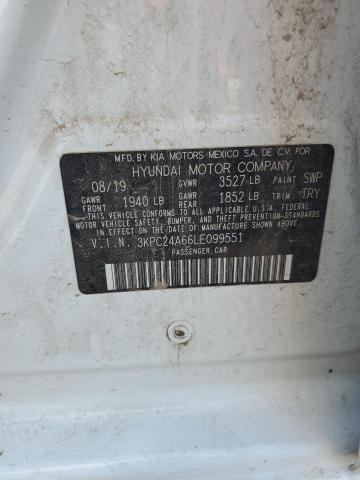 MFD. BY KIA MOTORS MEXICO S.A. DE C.V. FOR
HYUNDAI MOTOR COMPANY
08/19 GVWR 3527 LB PAINT SWP
GAWR FRONT 1940 LB GAWR REAR 1852 LB TRIM TRY
THIS VEHICLE CONFORMS TO ALL APPLICABLE U.S.A. FEDERAL
MOTOR VEHICLE SAFETY, BUMPER, AND THEFT PREVENTION
STANDARDS IN EFFECT ON THE DATE OF MANUFACTURE SHOWN ABOVE.
V.I.N. 3KPC24A66LE099551
PASSENGER CAR